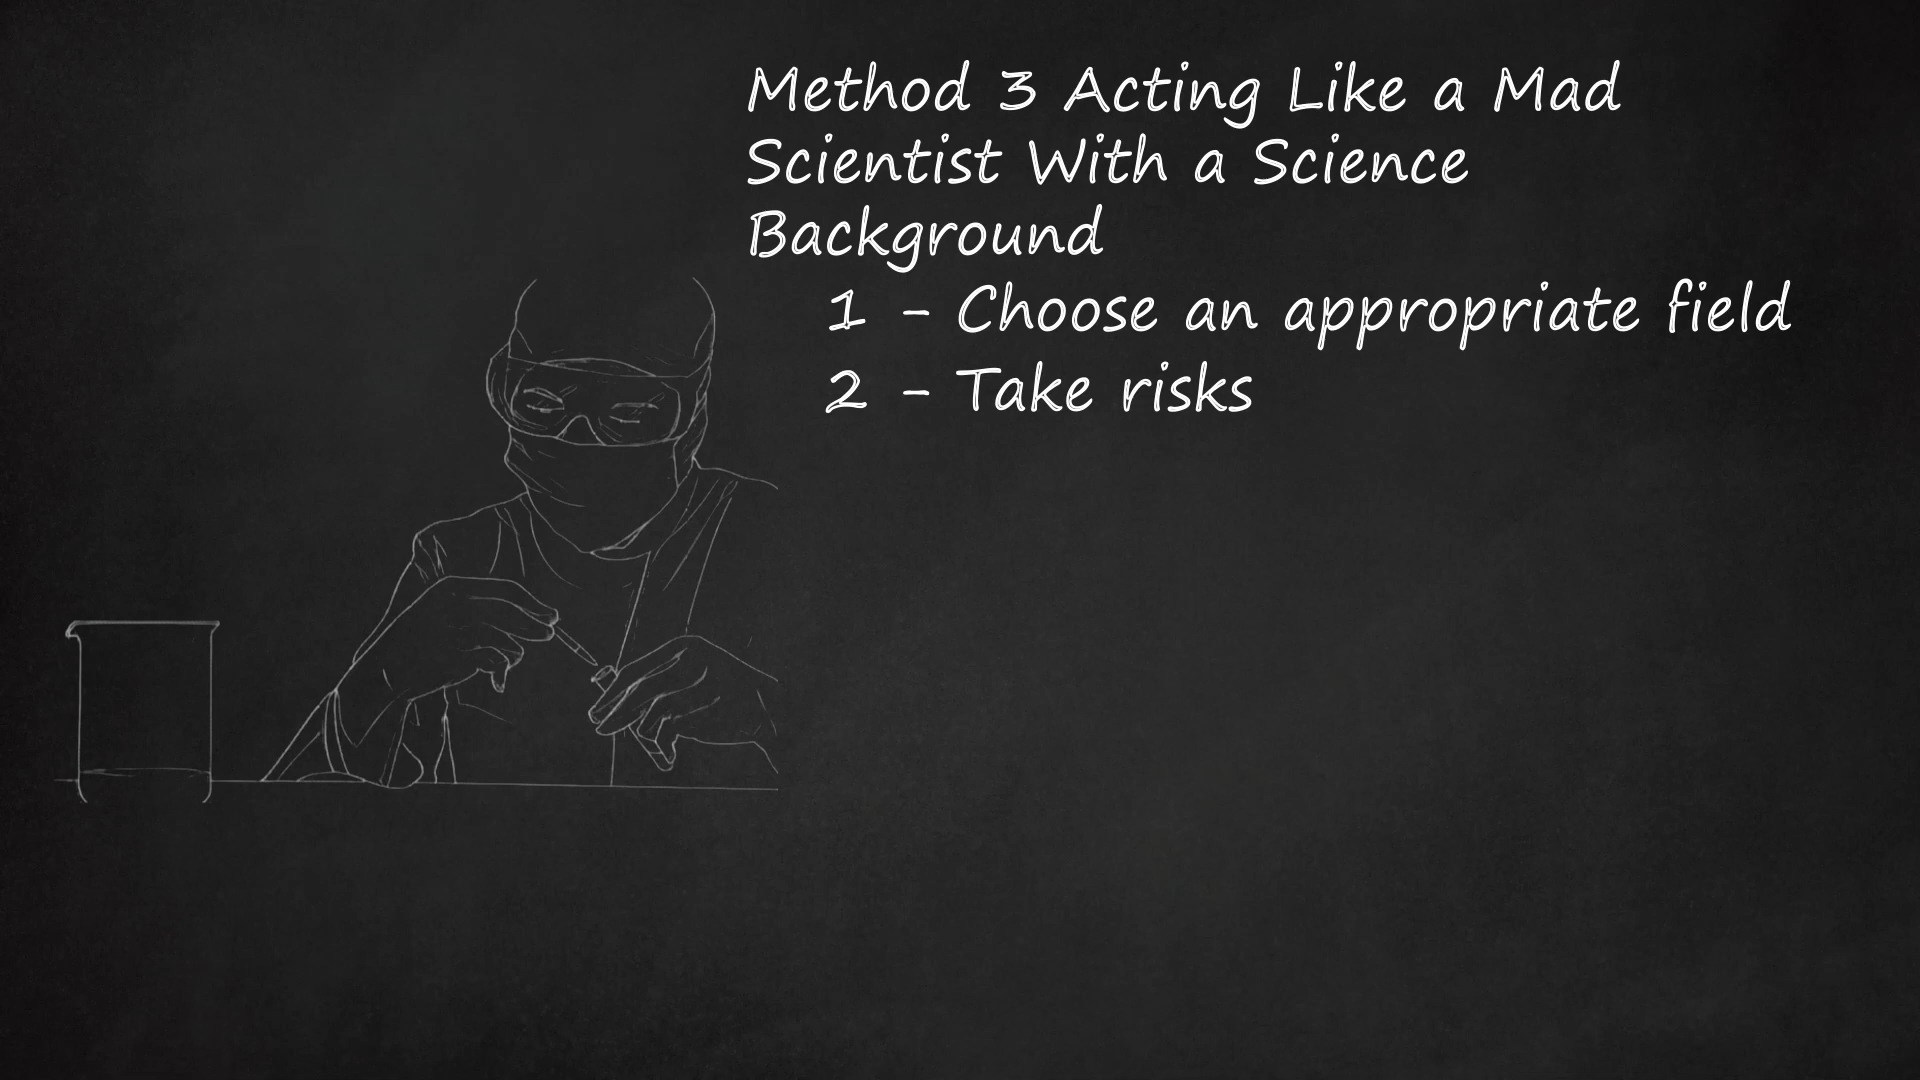 Method 3 Acting Like a Mad
Scientist With a Science
Background
1 - Choose an appropriate field
2 - Take risks